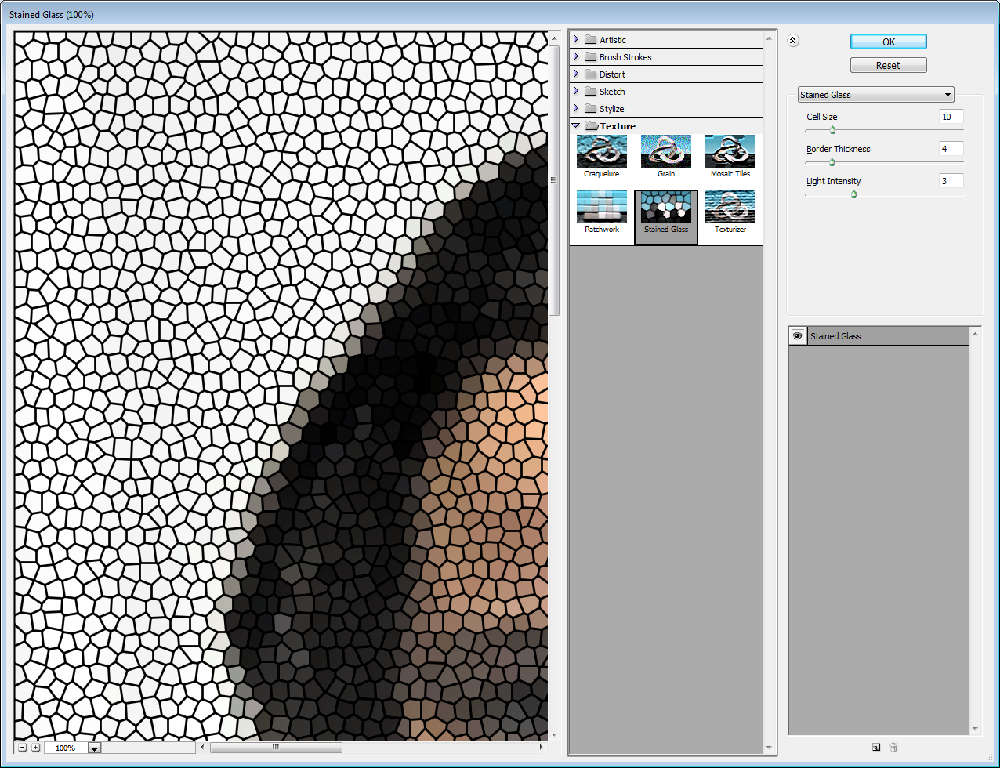 Stained Glass (100%)
Artistic
Brush Strokes
Distort
Sketch
Stylize
Texture
Craquelure
Grain
Mosaic Tiles
Patchwork
Stained Glass
Texturizer
OK
Reset
Stained Glass
Cell Size 10
Border Thickness 4
Light Intensity 3
Stained Glass
100%